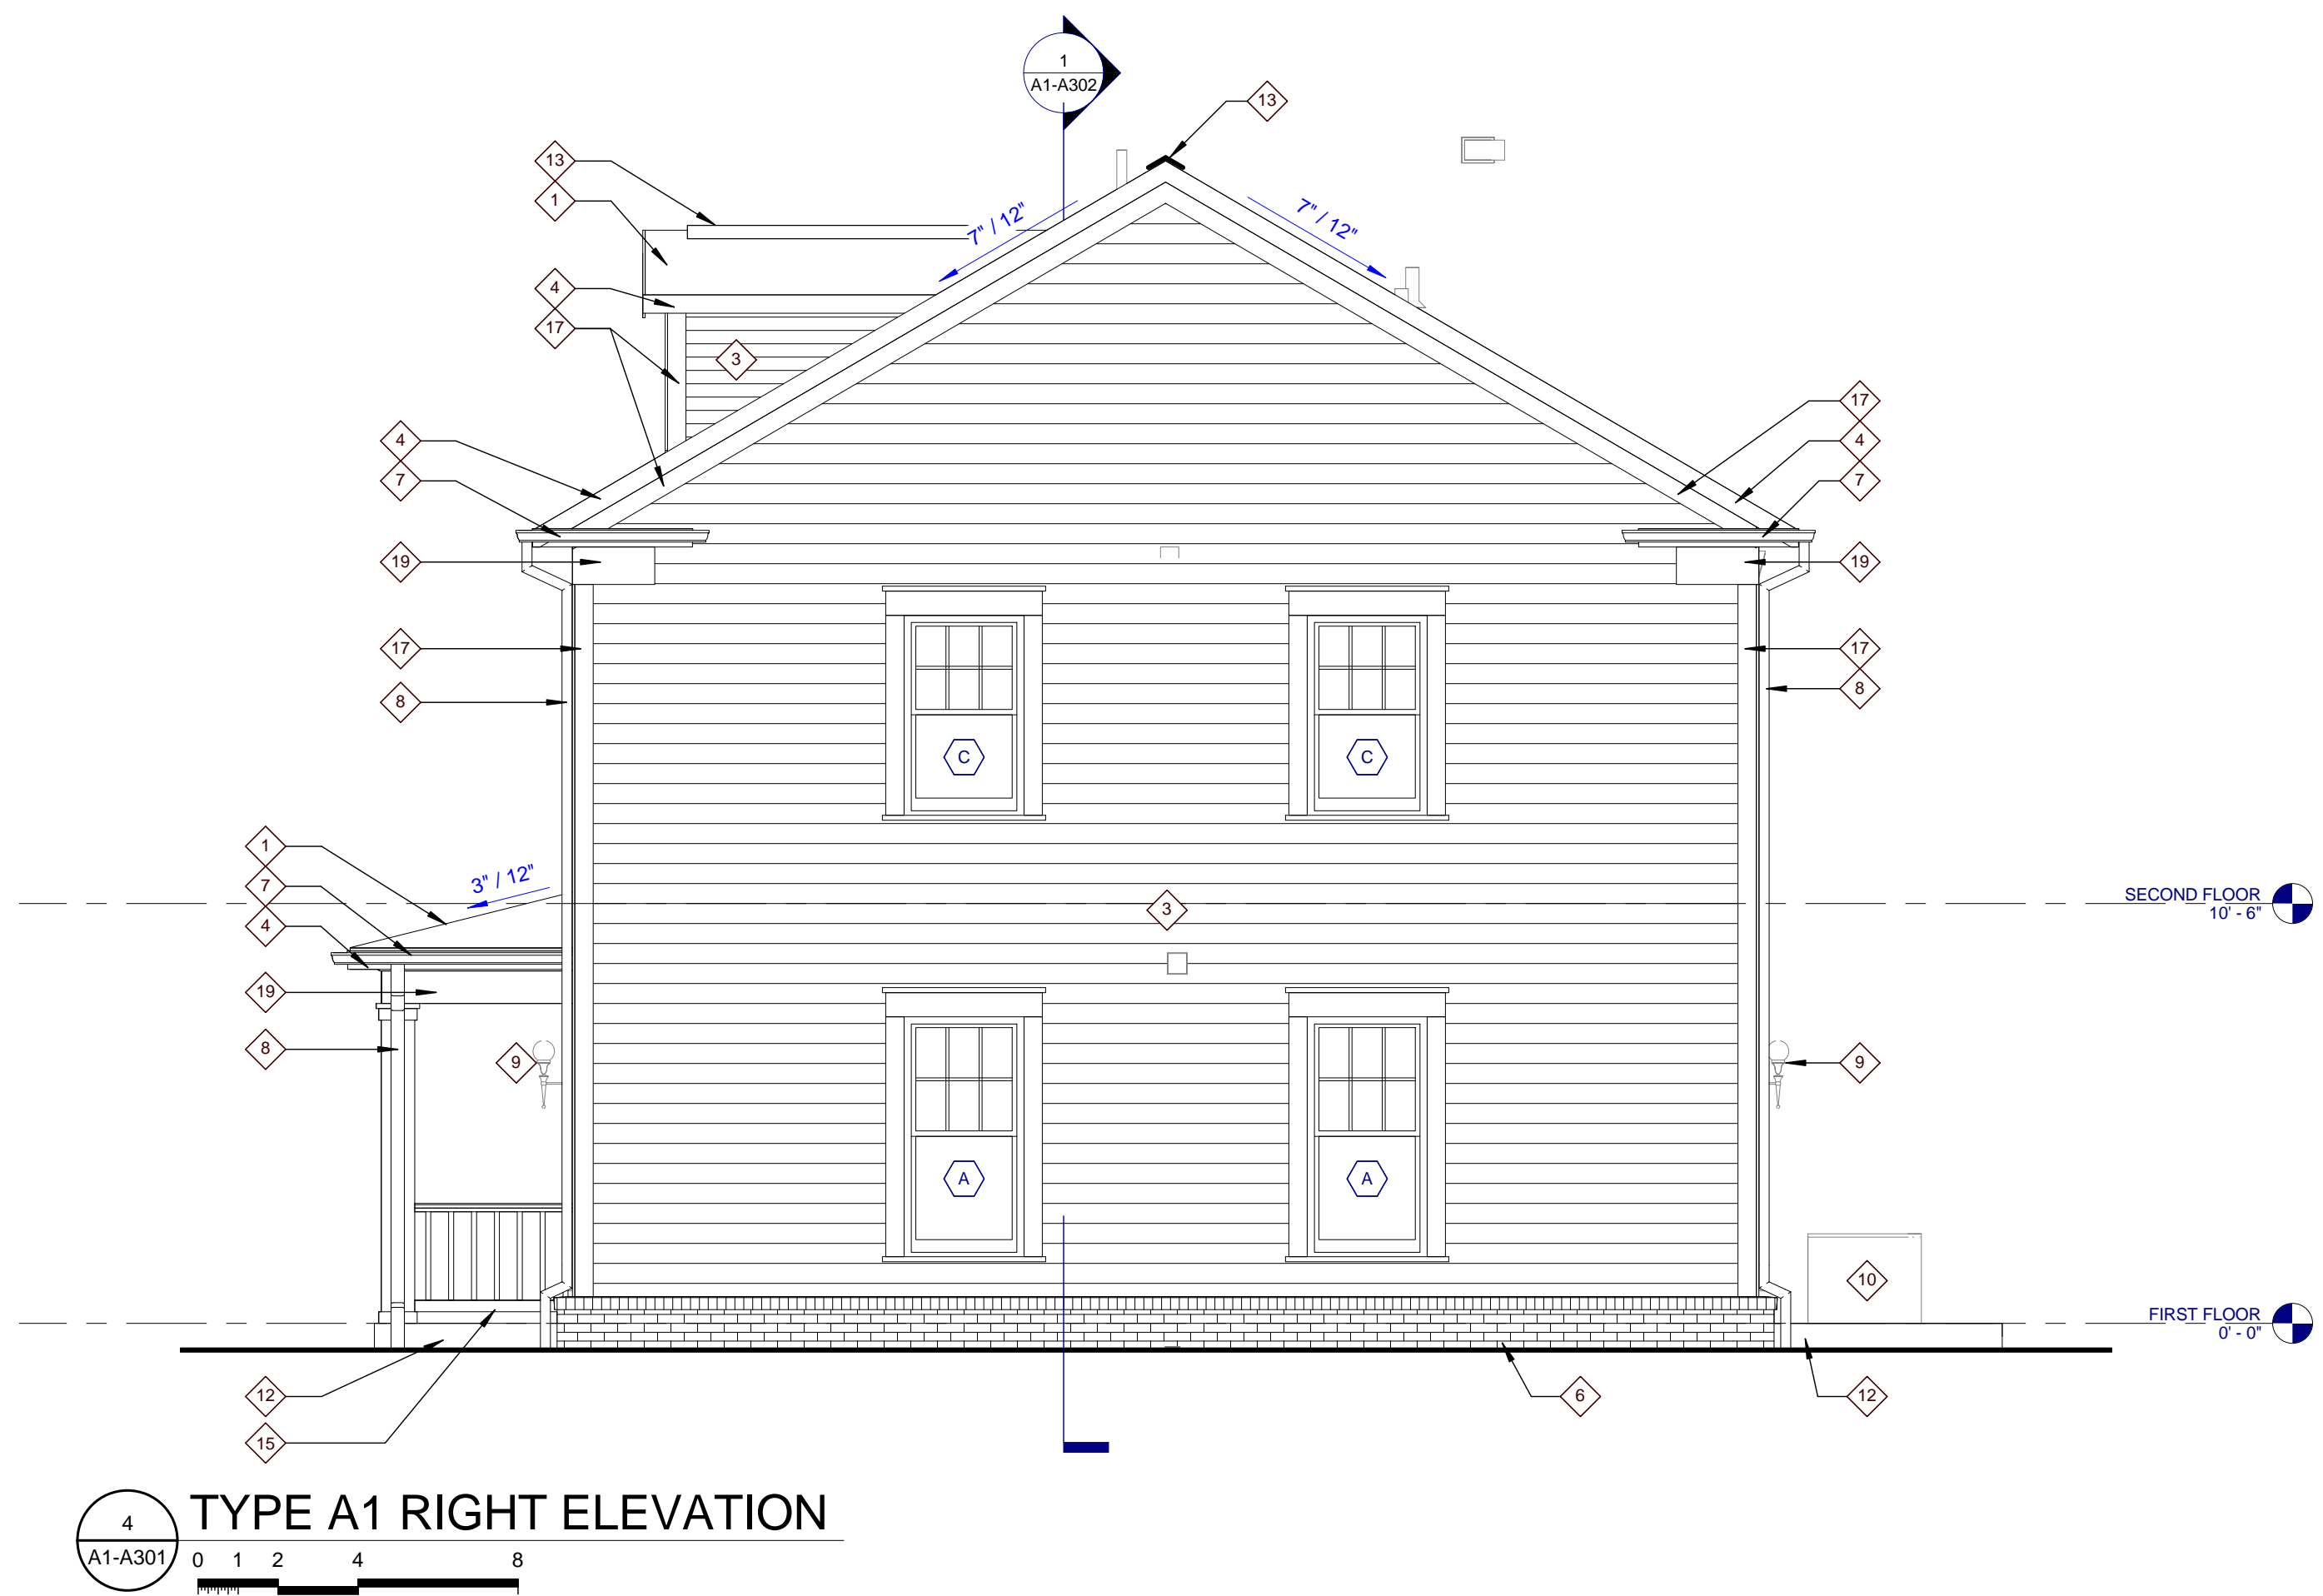 1
A1-A302
13
13
1
7" / 12"
7" / 12"
4
17
3
17
4
4
7
7
19
19
17
17
8
8
C
C
1
3" / 12"
7
SECOND FLOOR
10' - 6"
3
4
19
8
9
9
A
A
10
FIRST FLOOR
0' - 0"
12
6
12
15
4
A1-A301
TYPE A1 RIGHT ELEVATION
0 1 2 4 8